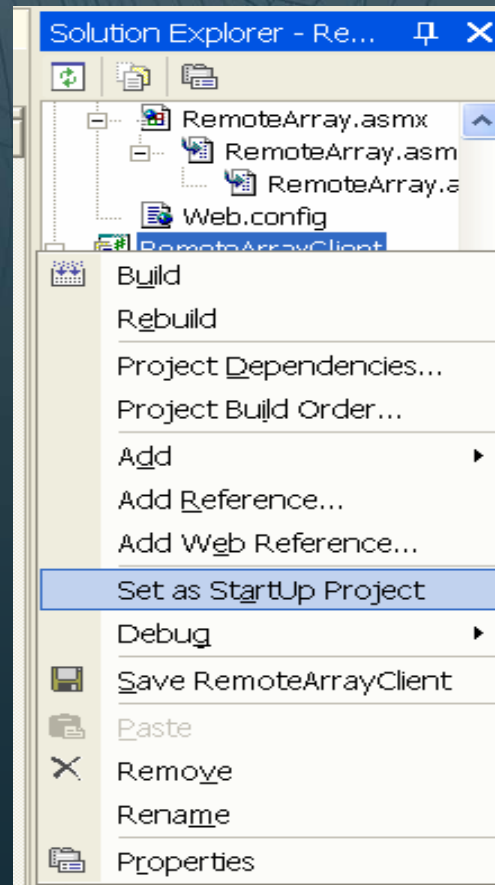 Solution Explorer - Re...
RemoteArray.asmx
RemoteArray.asm
RemoteArray.a
Web.config
RemoteArrayClient
Build
Rebuild
Project Dependencies...
Project Build Order...
Add
Add Reference...
Add Web Reference...
Set as StartUp Project
Debug
Save RemoteArrayClient
Paste
Remove
Rename
Properties